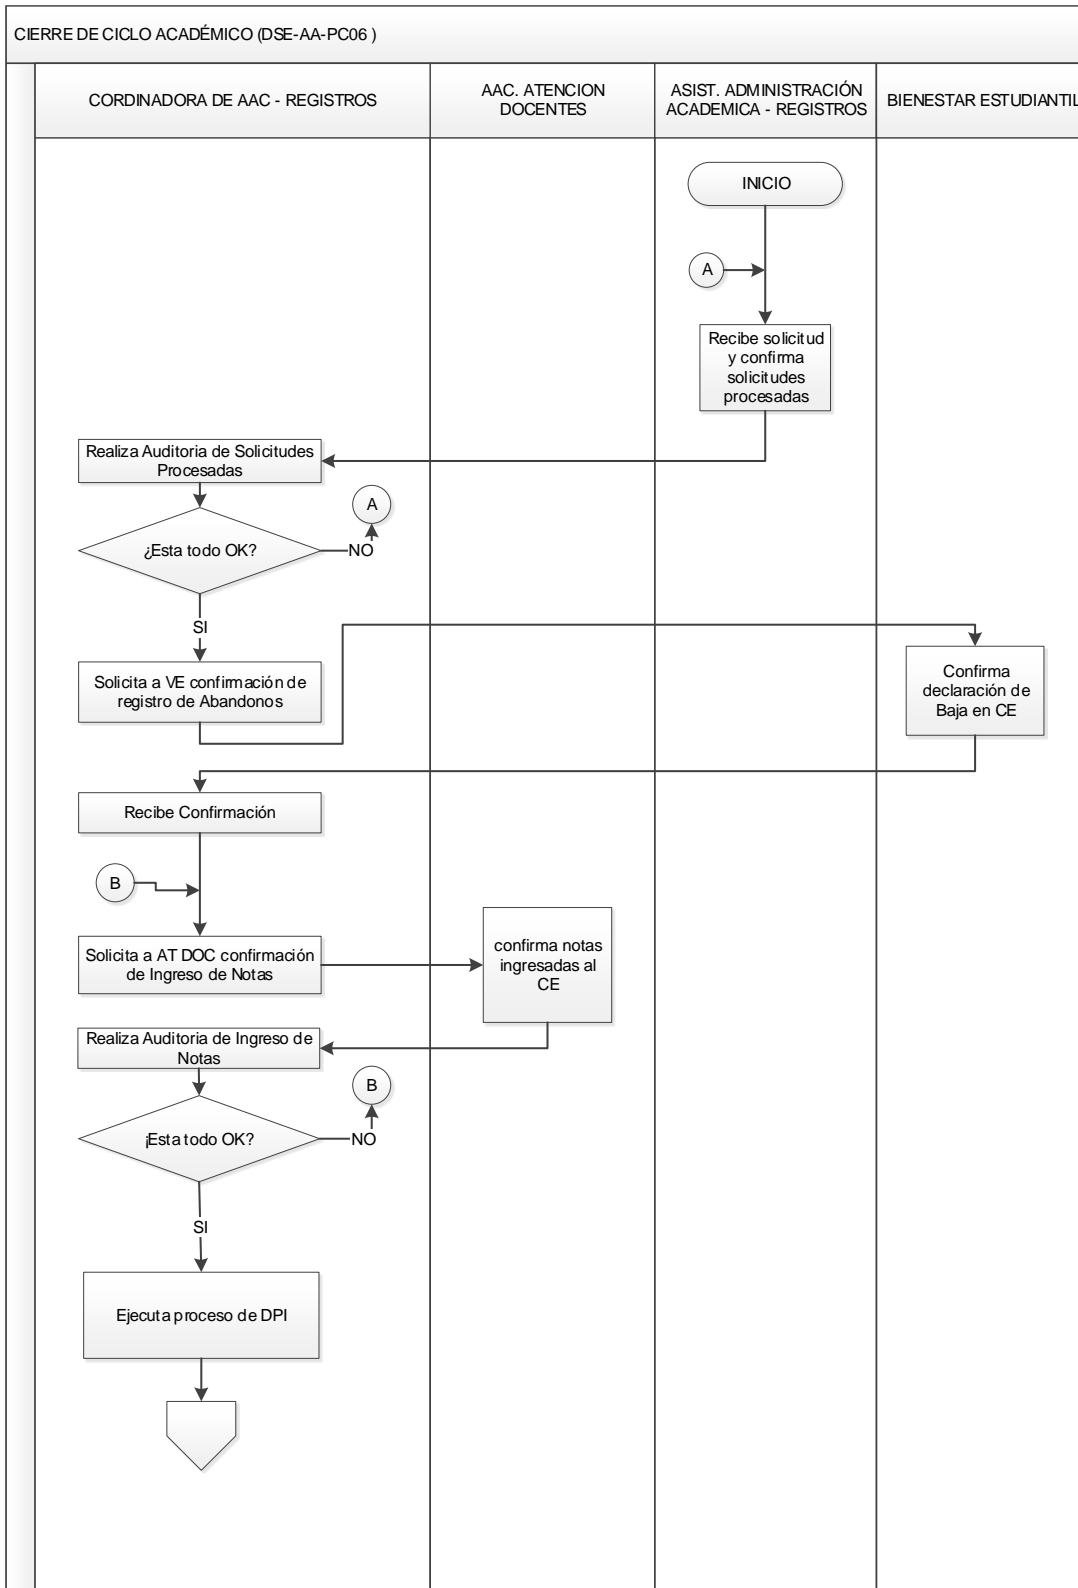 CIERRE DE CICLO ACADÉMICO (DSE-AA-PC06 )
CORDINADORA DE AAC - REGISTROS
AAC. ATENCION
DOCENTES
ASIST. ADMINISTRACIÓN
ACADEMICA - REGISTROS
BIENESTAR ESTUDIANTIL
INICIO
A
Recibe solicitud
y confirma
solicitudes
procesadas
Realiza Auditoria de Solicitudes
Procesadas
A
¿Esta todo OK?
NO
SI
Solicita a VE confirmación de
registro de Abandonos
Confirma
declaración de
Baja en CE
Recibe Confirmación
B
Solicita a AT DOC confirmación
de Ingreso de Notas
confirma notas
ingresadas al
CE
Realiza Auditoria de Ingreso de
Notas
B
¡Esta todo OK?
NO
SI
Ejecuta proceso de DPI